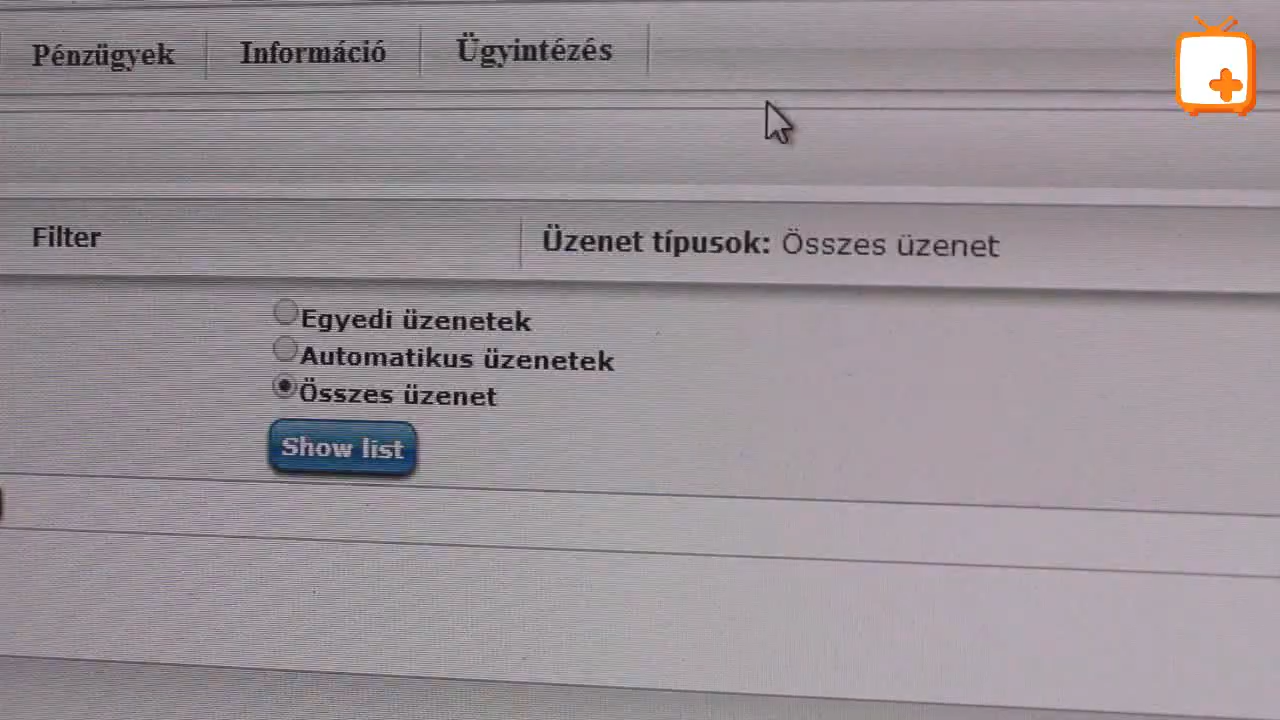 Pénzügyek Információ Ügyintézés
Filter Üzenet típusok: Összes üzenet
Egyedi üzenetek
Automatikus üzenetek
Összes üzenet
Show list